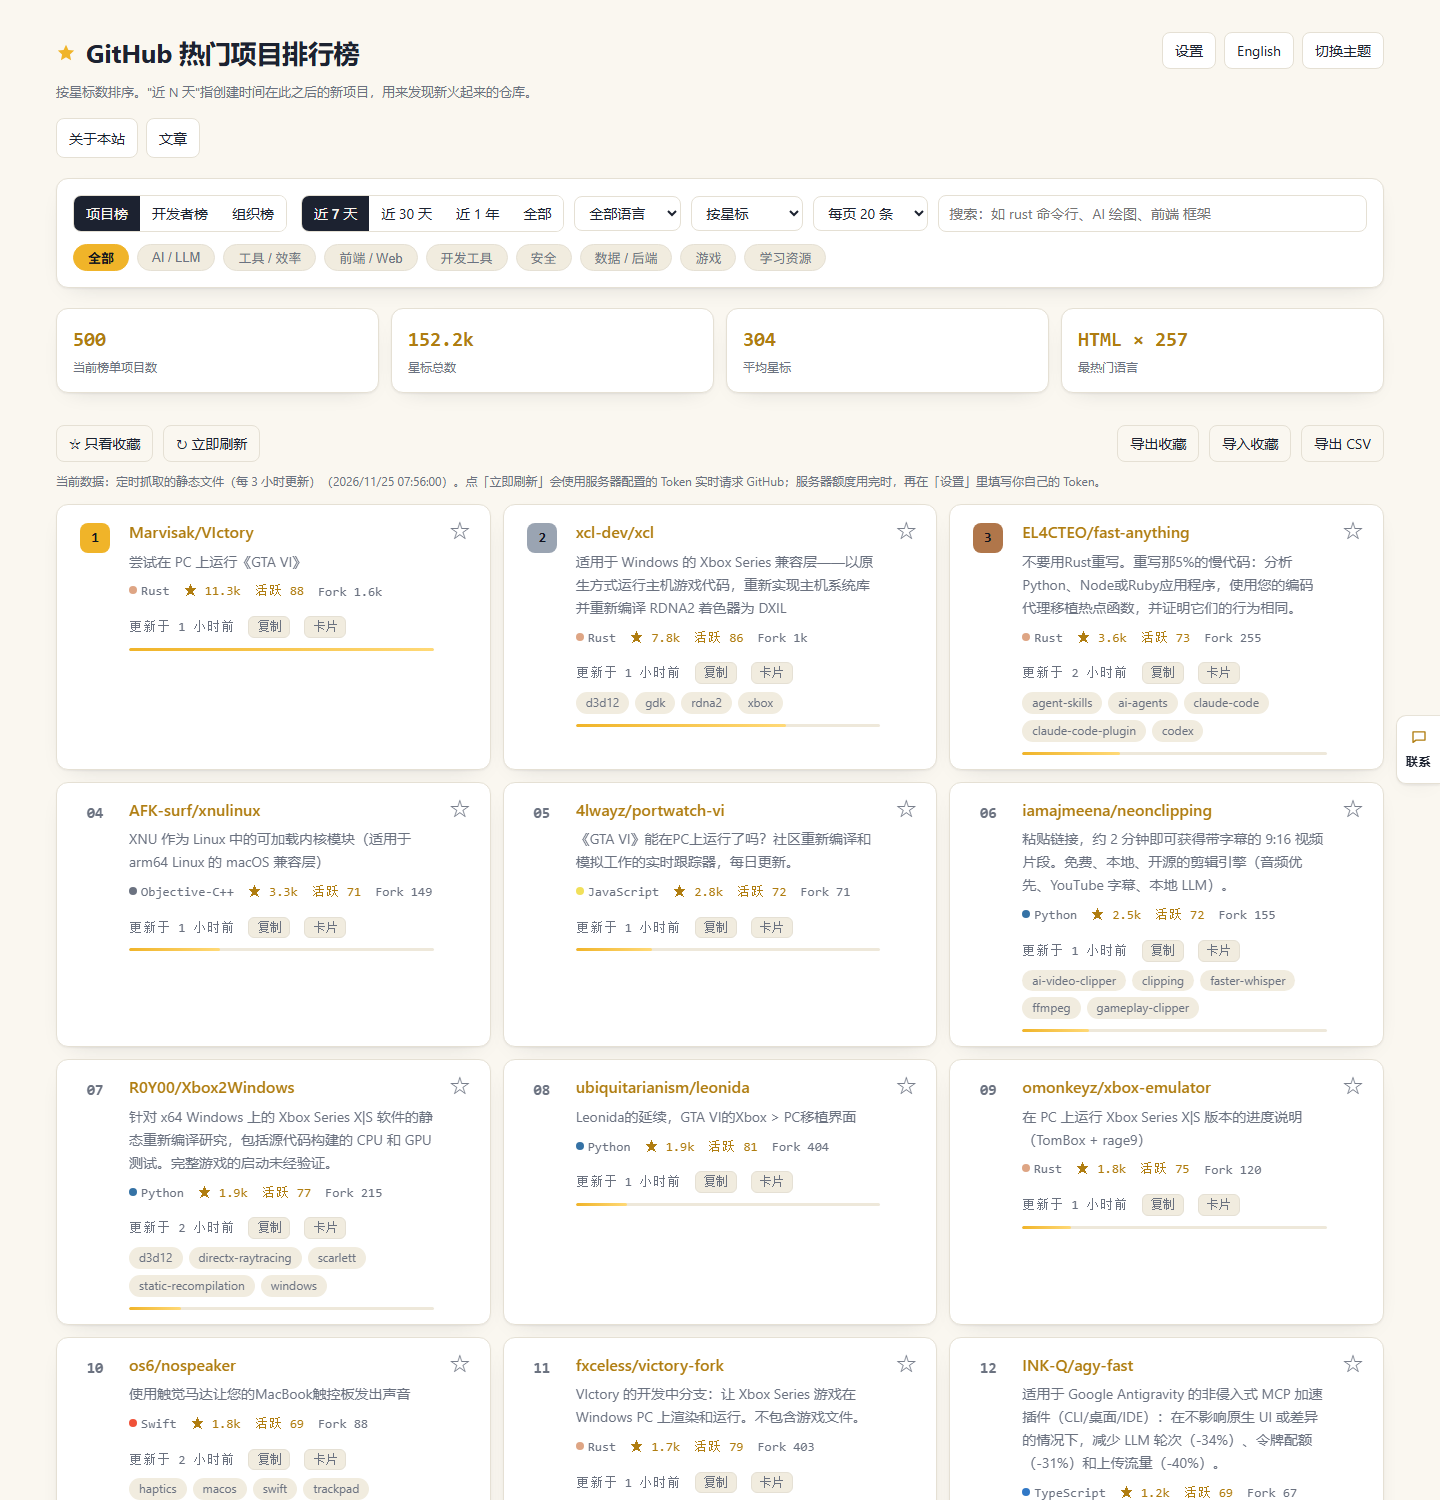 GitHub 热门项目排行榜
设置
English
切换主题
按星标数排序。"近 N 天"指创建时间在此之后的新项目，用来发现新火起来的仓库。
关于本站
文章
项目榜 开发者榜 组织榜
近 7 天 近 30 天 近 1 年 全部
全部语言
按星标
每页 20 条
搜索：如 rust 命令行、AI 绘图、前端 框架
全部
AI / LLM
工具 / 效率
前端 / Web
开发工具
安全
数据 / 后端
游戏
学习资源
500
当前榜单项目数
152.2k
星标总数
304
平均星标
HTML × 257
最热门语言
☆ 只看收藏
↻ 立即刷新
导出收藏
导入收藏
导出 CSV
当前数据：定时抓取的静态文件（每 3 小时更新）（2026/11/25 07:56:00）。点「立即刷新」会使用服务器配置的 Token 实时请求 GitHub；服务器额度用完时，再在「设置」里填写你自己的 Token。
1
Marvisak/VIctory
尝试在 PC 上运行《GTA VI》
Rust ★ 11.3k 活跃 88 Fork 1.6k
更新于 1 小时前 复制 卡片
2
xcl-dev/xcl
适用于 Windows 的 Xbox Series 兼容层——以原
生方式运行主机游戏代码，重新实现主机系统库
并重新编译 RDNA2 着色器为 DXIL
Rust ★ 7.8k 活跃 86 Fork 1k
更新于 1 小时前 复制 卡片
d3d12 gdk rdna2 xbox
3
EL4CTEO/fast-anything
不要用Rust重写。重写那5%的慢代码：分析
Python、Node或Ruby应用程序，使用您的编码
代理移植热点函数，并证明它们的行为相同。
Rust ★ 3.6k 活跃 73 Fork 255
更新于 2 小时前 复制 卡片
agent-skills ai-agents claude-code
claude-code-plugin codex
联系
04
AFK-surf/xnulinux
XNU 作为 Linux 中的可加载内核模块（适用于
arm64 Linux 的 macOS 兼容层）
Objective-C++ ★ 3.3k 活跃 71 Fork 149
更新于 1 小时前 复制 卡片
05
4lwayz/portwatch-vi
《GTA VI》能在PC上运行了吗？社区重新编译和
模拟工作的实时跟踪器，每日更新。
JavaScript ★ 2.8k 活跃 72 Fork 71
更新于 1 小时前 复制 卡片
06
iamajmeena/neonclipping
粘贴链接，约 2 分钟即可获得带字幕的 9:16 视频
片段。免费、本地、开源的剪辑引擎（音频优
先、YouTube 字幕、本地 LLM）。
Python ★ 2.5k 活跃 72 Fork 155
更新于 1 小时前 复制 卡片
ai-video-clipper clipping faster-whisper
ffmpeg gameplay-clipper
07
R0Y00/Xbox2Windows
针对 x64 Windows 上的 Xbox Series X|S 软件的静
态重新编译研究，包括源代码构建的 CPU 和 GPU
测试。完整游戏的启动未经验证。
Python ★ 1.9k 活跃 77 Fork 215
更新于 2 小时前 复制 卡片
d3d12 directx-raytracing scarlett
static-recompilation windows
08
ubiquitarianism/leonida
Leonida的延续，GTA VI的Xbox > PC移植界面
Python ★ 1.9k 活跃 81 Fork 404
更新于 1 小时前 复制 卡片
09
omonkeyz/xbox-emulator
在 PC 上运行 Xbox Series X|S 版本的进度说明
（TomBox + rage9）
Rust ★ 1.8k 活跃 75 Fork 120
更新于 1 小时前 复制 卡片
10
os6/nospeaker
使用触觉马达让您的MacBook触控板发出声音
Swift ★ 1.8k 活跃 69 Fork 88
更新于 2 小时前 复制 卡片
haptics macos swift trackpad
11
fxceless/victory-fork
VIctory 的开发中分支：让 Xbox Series 游戏在
Windows PC 上渲染和运行。不包含游戏文件。
Rust ★ 1.7k 活跃 79 Fork 403
更新于 1 小时前 复制 卡片
12
INK-Q/agy-fast
适用于 Google Antigravity 的非侵入式 MCP 加速
插件（CLI/桌面/IDE）：在不影响原生 UI 或差异
的情况下，减少 LLM 轮次（-34%）、令牌配额
（-31%）和上传流量（-40%）。
TypeScript ★ 1.2k 活跃 69 Fork 67